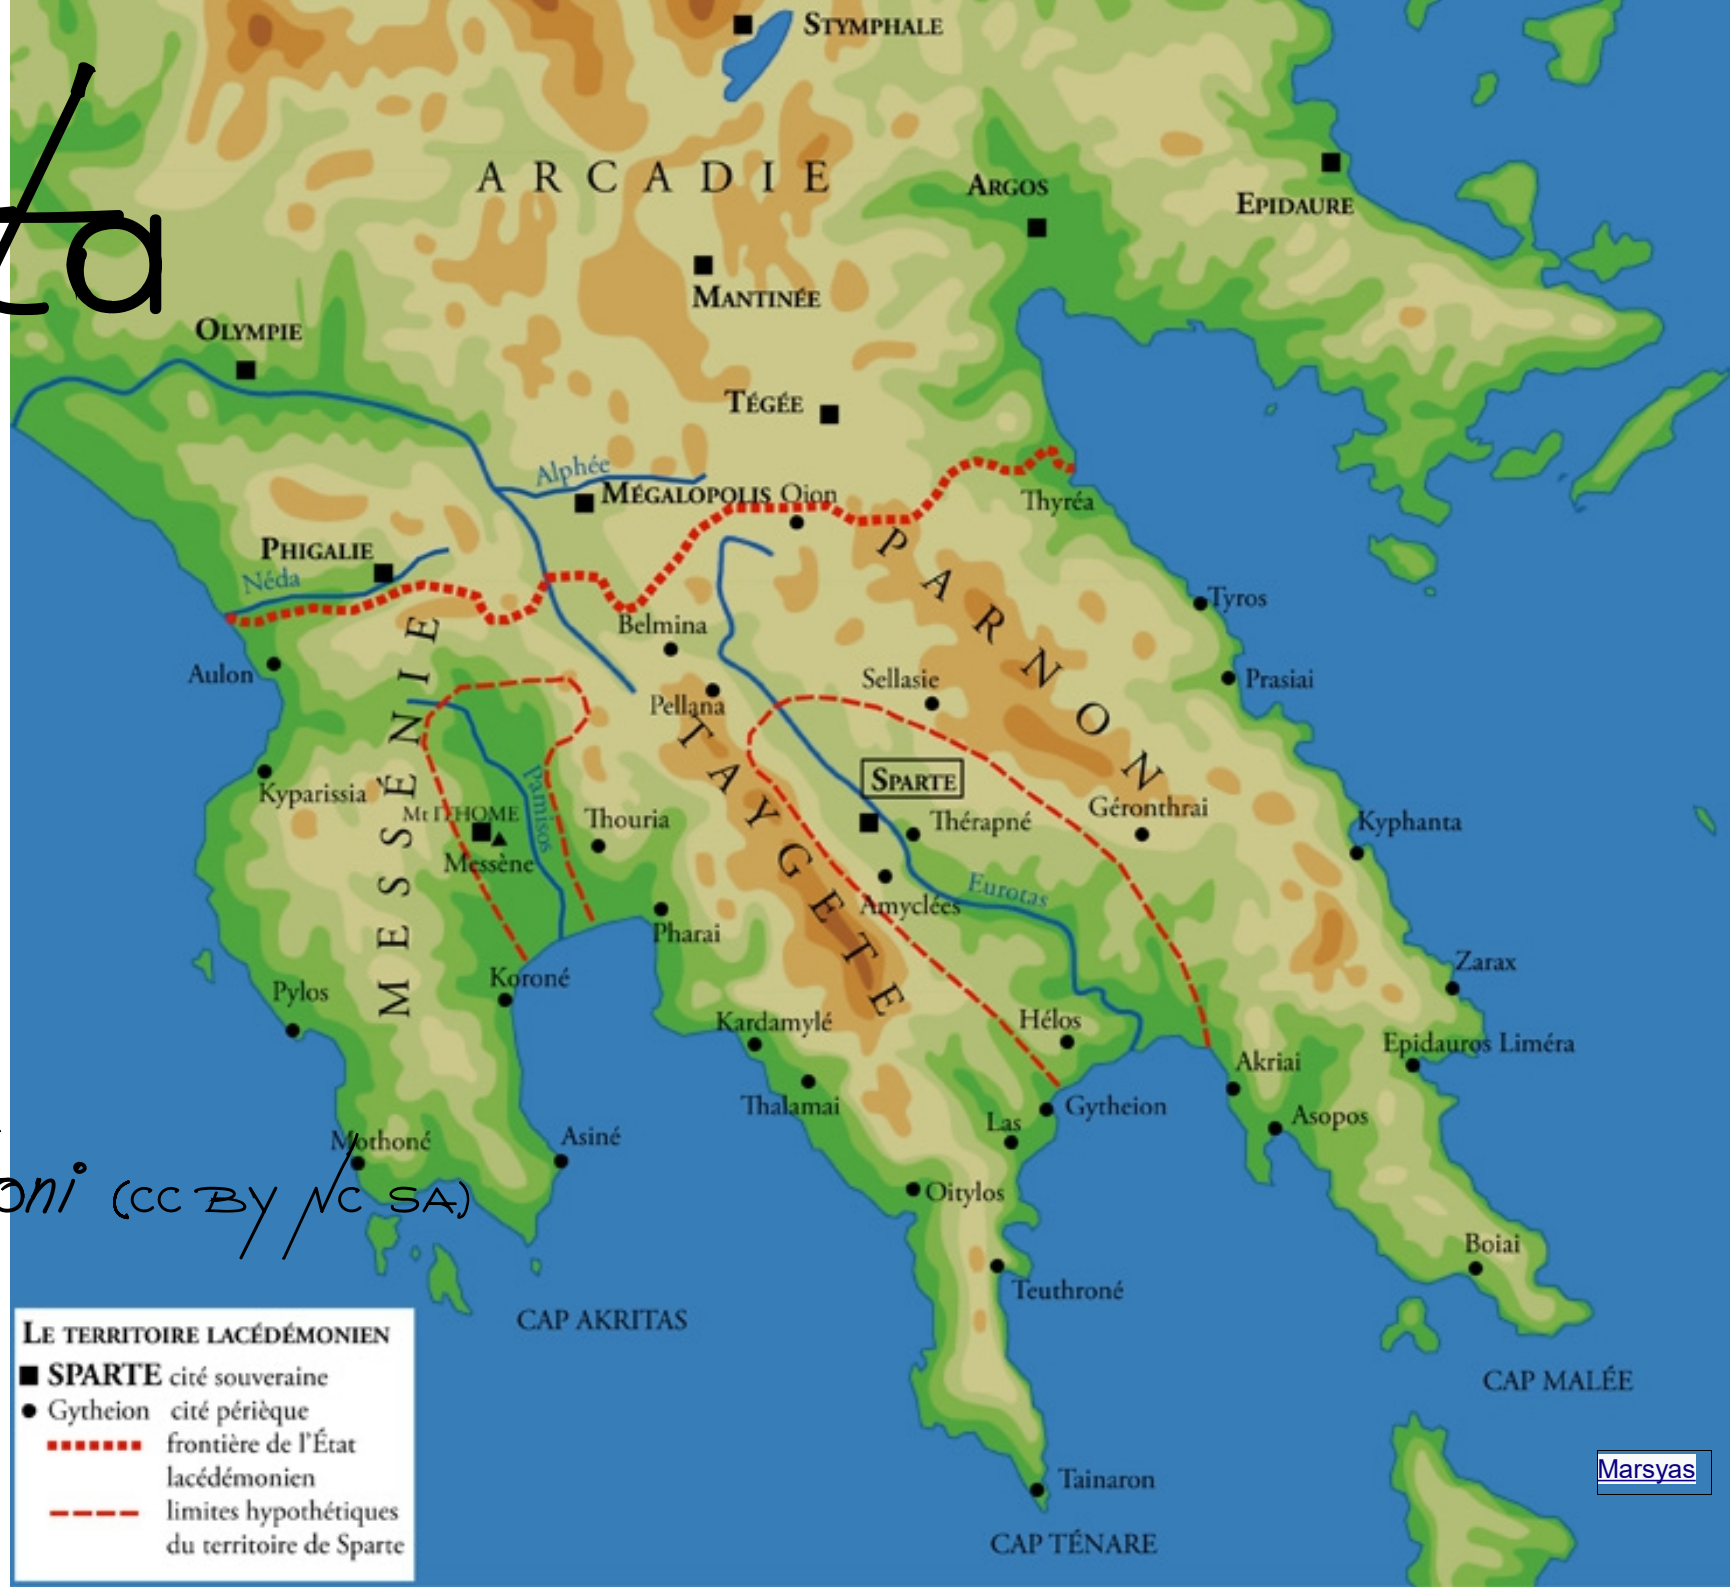 STYMPHALE
ARCADIE
ARGOS
EPIDAURE
ta
MANTINÉE
OLYMPIE
TÉGÉE
Alphée
MÉGALOPOLIS
Oion
Thyréa
PHIGALIE
Néda
PARNON
Tyros
Belmina
MESSÉNIE
Aulon
Sellasie
Prasiai
Pellana
TAYGETE
SPARTE
Kyparissia
Pamisos
Mt ITHOME
Thouria
Thérapné
Géronthrai
Kyphanta
Messène
Eurotas
Amyclées
Pharai
Zarax
Koroné
Pylos
Kardamylé
Hélos
Epidauros Liméra
Akriai
Thalamai
Gytheion
Las
Asopos
Mothoné
Asiné
oni (CC BY NC SA)
Oitylos
Boiai
Teuthroné
CAP AKRITAS
LE TERRITOIRE LACÉDÉMONIEN
SPARTE cité souveraine
Gytheion cité périèque
frontière de l'État
lacédémonien
limites hypothétiques
du territoire de Sparte
CAP MALÉE
Marsyas
Tainaron
CAP TÉNARE